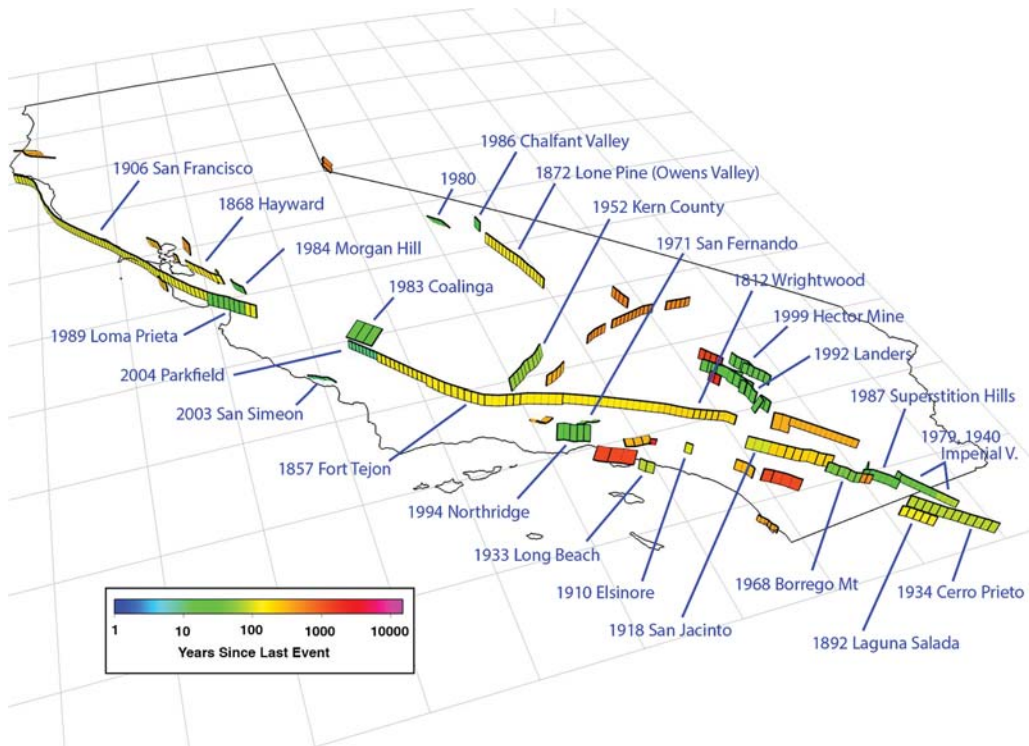 1986 Chalfant Valley
1906 San Francisco
1980
1872 Lone Pine (Owens Valley)
1868 Hayward
1952 Kern County
1984 Morgan Hill
1971 San Fernando
1812 Wrightwood
1983 Coalinga
1999 Hector Mine
1989 Loma Prieta
1992 Landers
2004 Parkfield
1987 Superstition Hills
2003 San Simeon
1979, 1940
Imperial V.
1857 Fort Tejon
1994 Northridge
1933 Long Beach
1968 Borrego Mt
1934 Cerro Prieto
1910 Elsinore
1918 San Jacinto
1892 Laguna Salada
1 10 100 1000 10000
Years Since Last Event